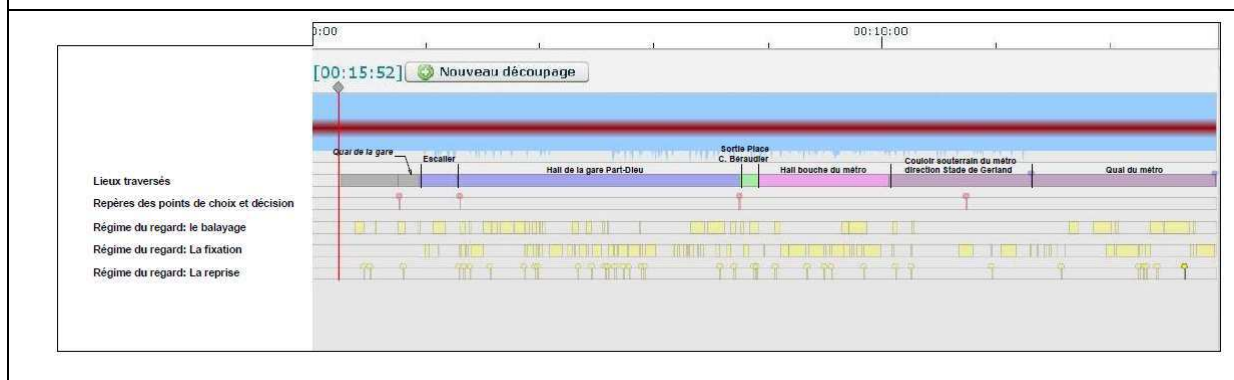 0:00
00:10:00
[00:15:52] Nouveau découpage
Quai de la gare
Escalier
Hall de la gare Part-Dieu
Sortie Place
C. Béraudier
Hall bouche du métro
Couloir souterrain du métro
direction Stade de Gerland
Quai du métro
Lieux traversés
Repères des points de choix et décision
Régime du regard: le balayage
Régime du regard: La fixation
Régime du regard: La reprise